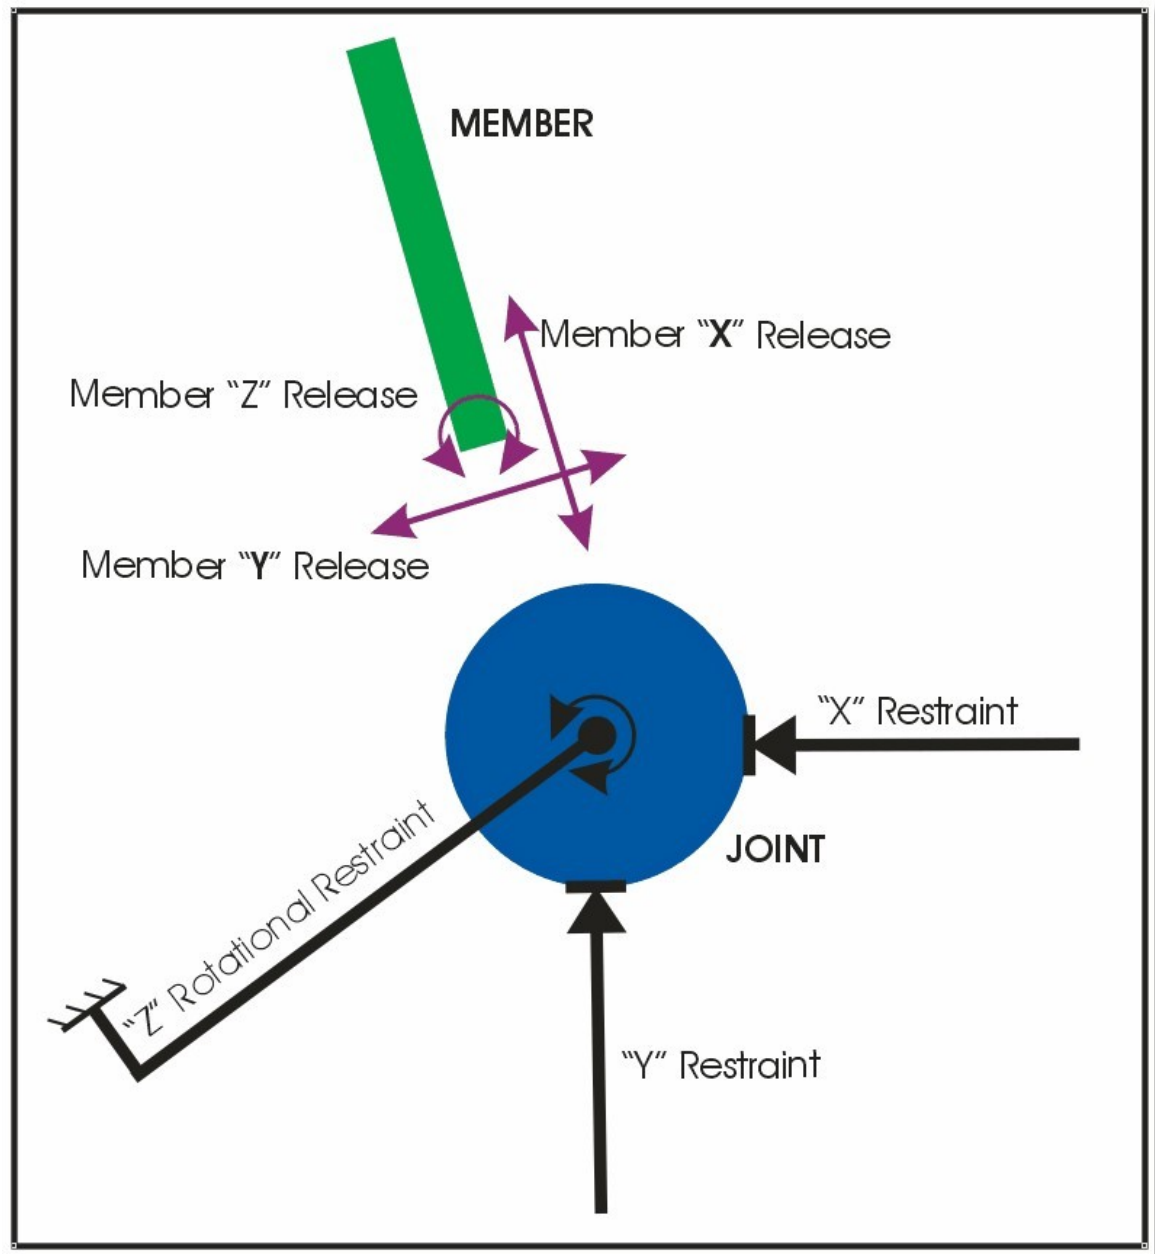 MEMBER
Member “X” Release
Member “Z” Release
Member “Y” Release
“X” Restraint
JOINT
“Z” Rotational Restraint
“Y” Restraint